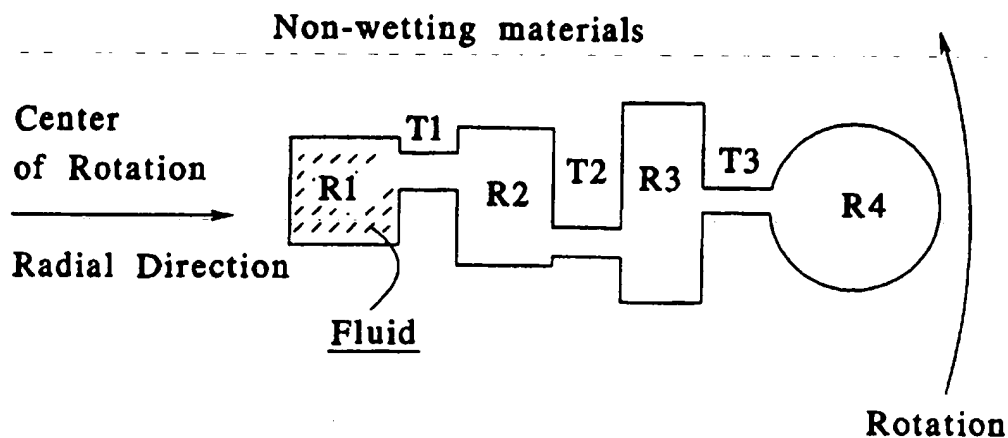 Non-wetting materials
Center
of Rotation
Radial Direction
T1
R1
R2
T2
R3
T3
R4
Fluid
Rotation